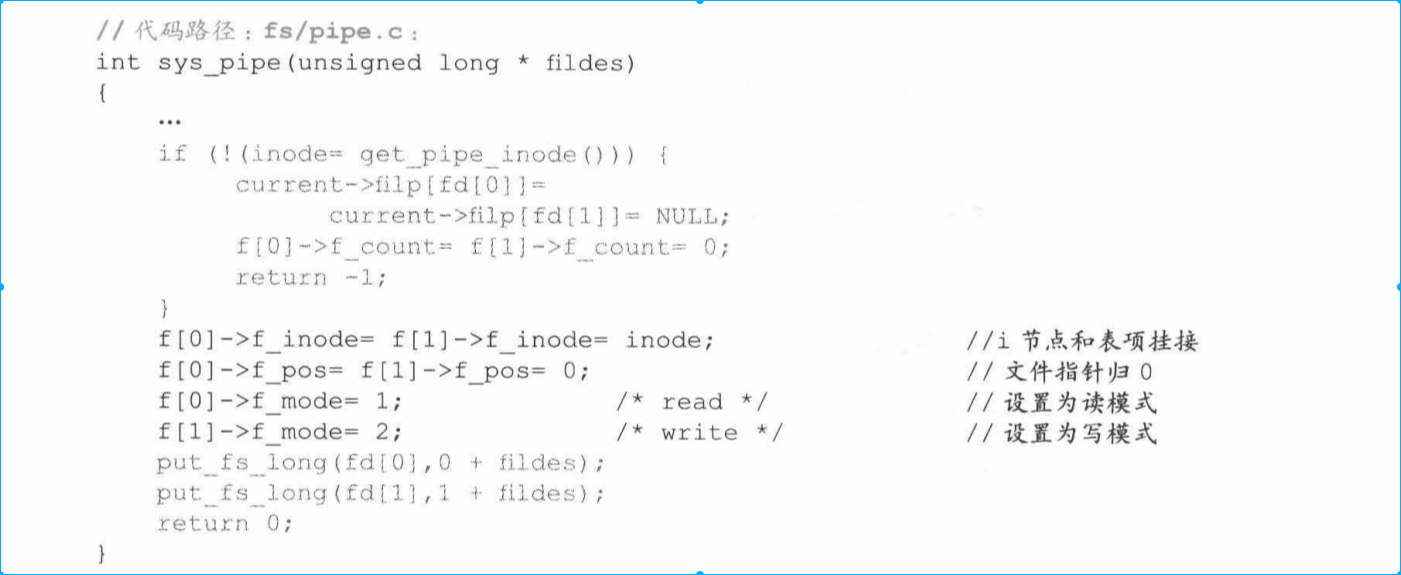 // 代码路径：fs/pipe.c：
int sys_pipe(unsigned long * fildes)
{
…
if (!(inode= get_pipe_inode())) {
current->filp[fd[0]]=
current->filp[fd[1]]= NULL;
f[0]->f_count= f[1]->f_count= 0;
return -1;
}
f[0]->f_inode= f[1]->f_inode= inode; //i 节点和表项挂接
f[0]->f_pos= f[1]->f_pos= 0; // 文件指针归 0
f[0]->f_mode= 1; /* read */ // 设置为读模式
f[1]->f_mode= 2; /* write */ // 设置为写模式
put_fs_long(fd[0],0 + fildes);
put_fs_long(fd[1],1 + fildes);
return 0;
}